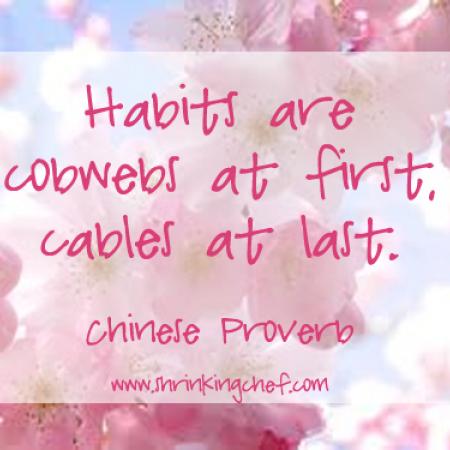 Habits are
cobwebs at first,
cables at last.
Chinese Proverb
www.shrinkingchef.com